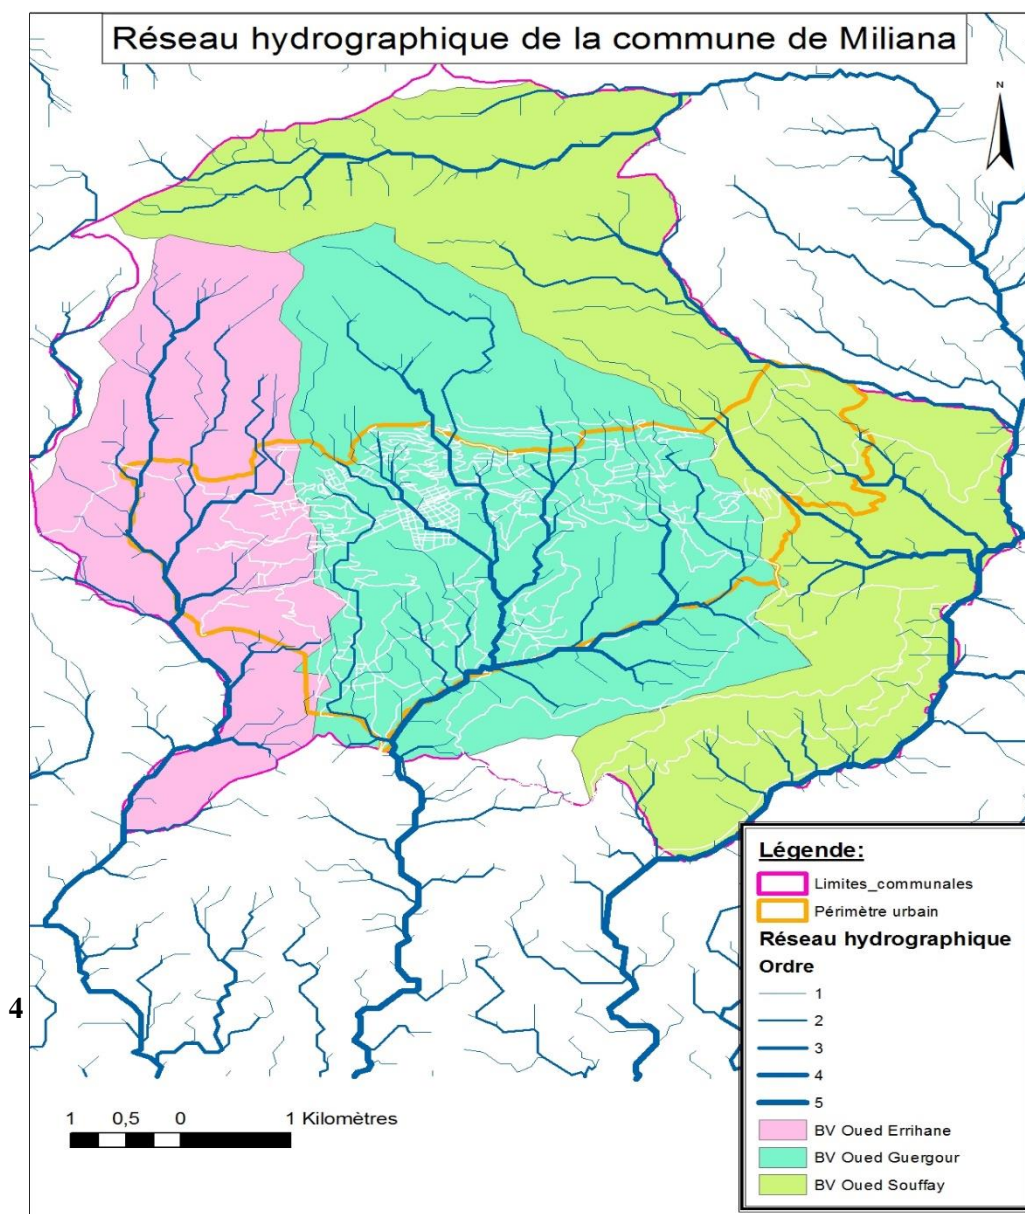 Réseau hydrographique de la commune de Miliana
N
Légende:
Limites_communales
Périmètre urbain
Réseau hydrographique
Ordre
1
2
3
4
5
BV Oued Errihane
BV Oued Guergour
BV Oued Souffay
4
1 0,5 0 1 Kilomètres